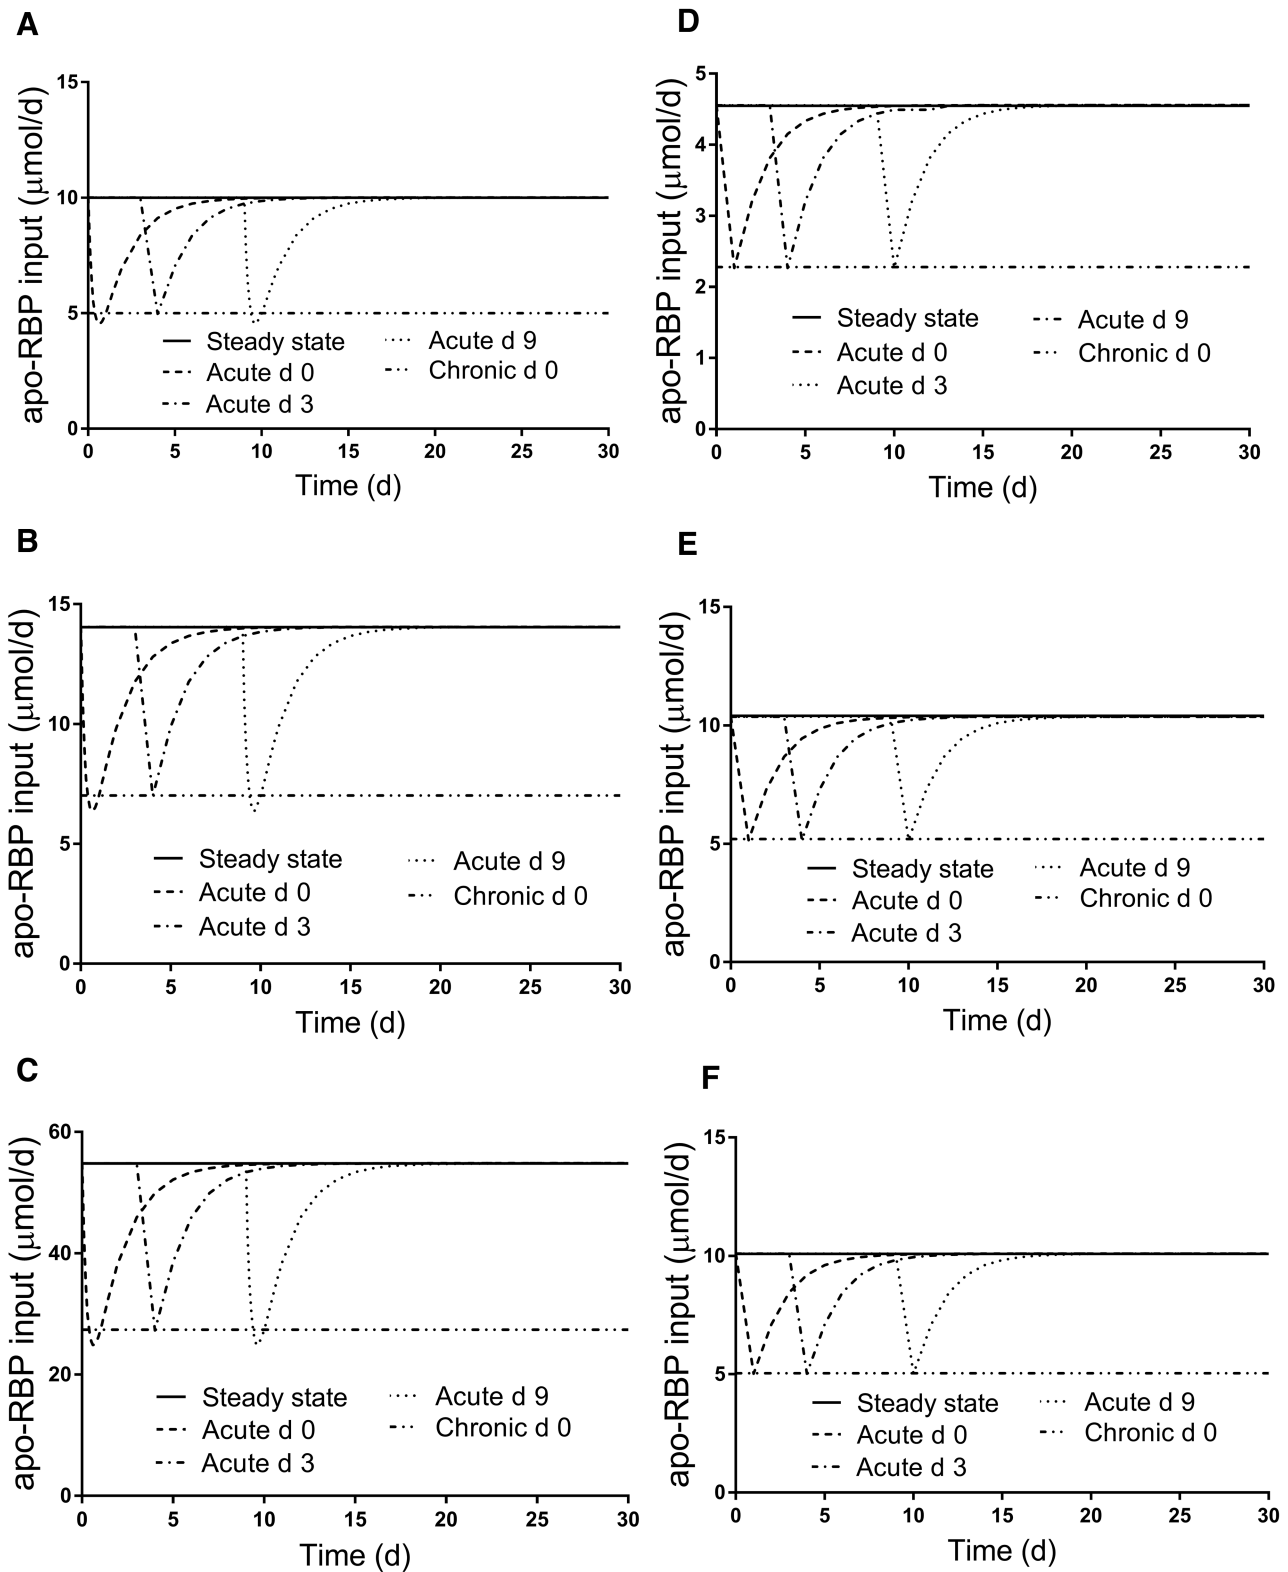 A
apo-RBP input (μmol/d)
15
10
5
0
Steady state
Acute d 0
Acute d 3
Acute d 9
Chronic d 0
0 5 10 15 20 25 30
Time (d)
D
apo-RBP input (μmol/d)
5
4
3
2
1
0
Steady state
Acute d 0
Acute d 3
Acute d 9
Chronic d 0
0 5 10 15 20 25 30
Time (d)
B
apo-RBP input (μmol/d)
15
10
5
0
Steady state
Acute d 0
Acute d 3
Acute d 9
Chronic d 0
0 5 10 15 20 25 30
Time (d)
E
apo-RBP input (μmol/d)
15
10
5
0
Steady state
Acute d 0
Acute d 3
Acute d 9
Chronic d 0
0 5 10 15 20 25 30
Time (d)
C
apo-RBP input (μmol/d)
60
40
20
0
Steady state
Acute d 0
Acute d 3
Acute d 9
Chronic d 0
0 5 10 15 20 25 30
Time (d)
F
apo-RBP input (μmol/d)
15
10
5
0
Steady state
Acute d 0
Acute d 3
Acute d 9
Chronic d 0
0 5 10 15 20 25 30
Time (d)